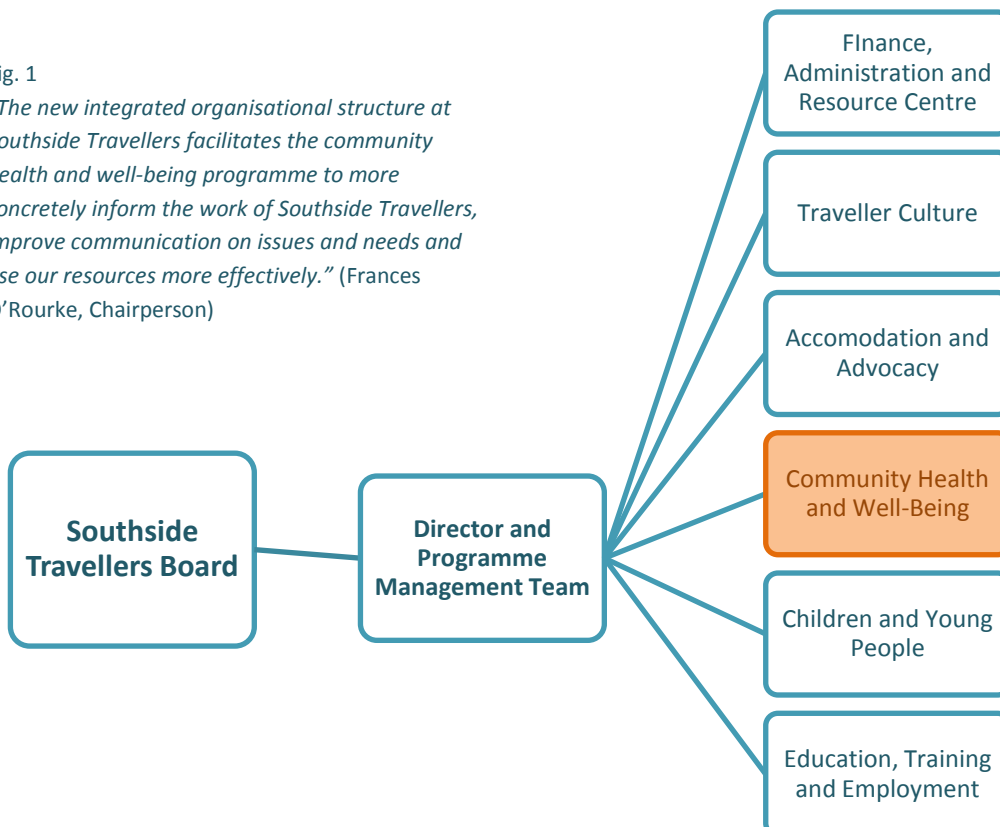 ig. 1
The new integrated organisational structure at
outhside Travellers facilitates the community
ealth and well-being programme to more
oncretely inform the work of Southside Travellers,
mprove communication on issues and needs and
se our resources more effectively.” (Frances
’Rourke, Chairperson)
Southside
Travellers Board
Director and
Programme
Management Team
FInance,
Administration and
Resource Centre
Traveller Culture
Accomodation and
Advocacy
Community Health
and Well-Being
Children and Young
People
Education, Training
and Employment